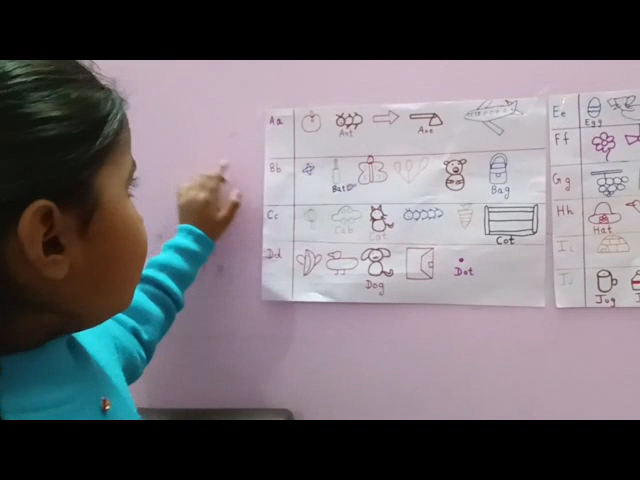 Aa
Ant Axe
Bb
Bat Bag
Cc
Cab Cat Cot
Dd
Dog Dot
Ee
Egg
Ff
Gg
Hh
Hat
Ii
Jug